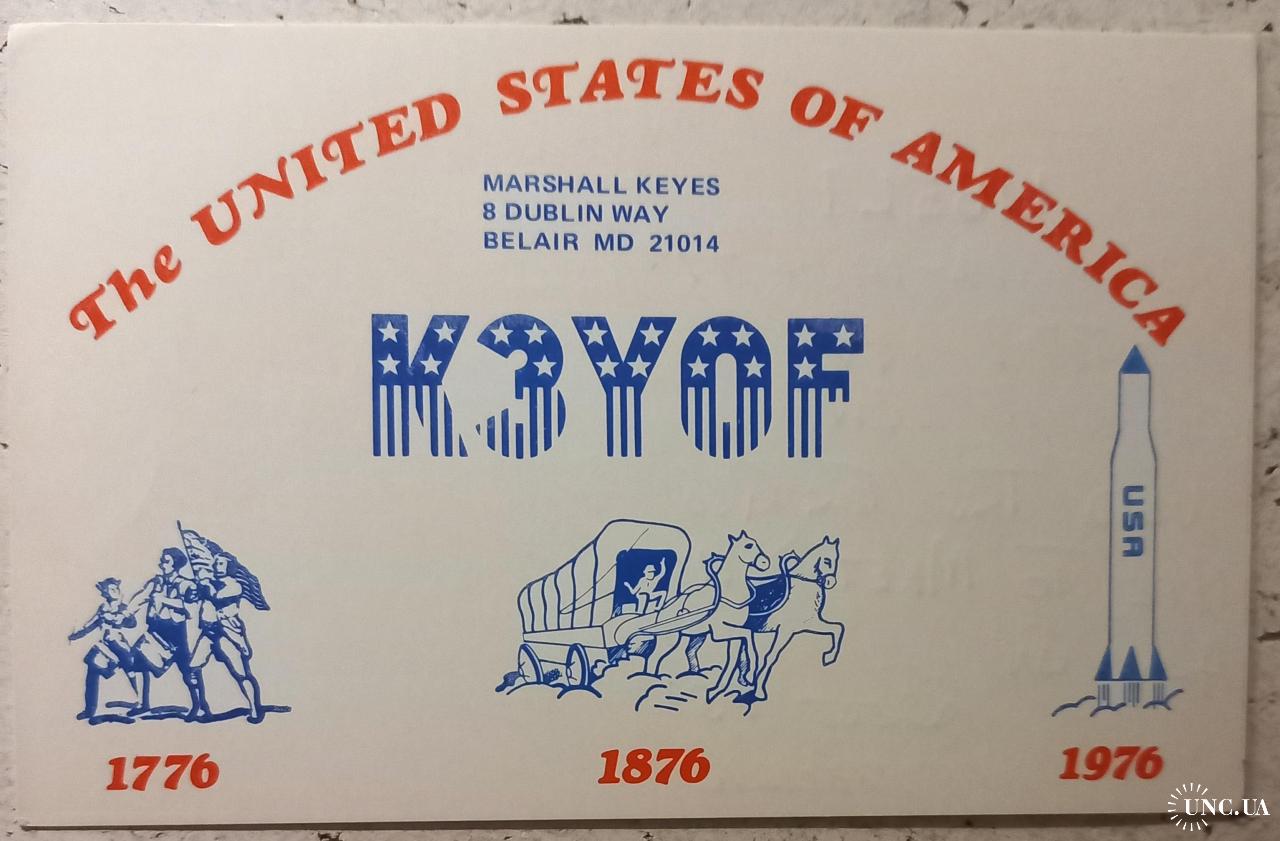 The UNITED STATES OF AMERICA
MARSHALL KEYES
8 DUBLIN WAY
BELAIR MD 21014
K3YOF
USA
1776
1876
1976
UNC.UA